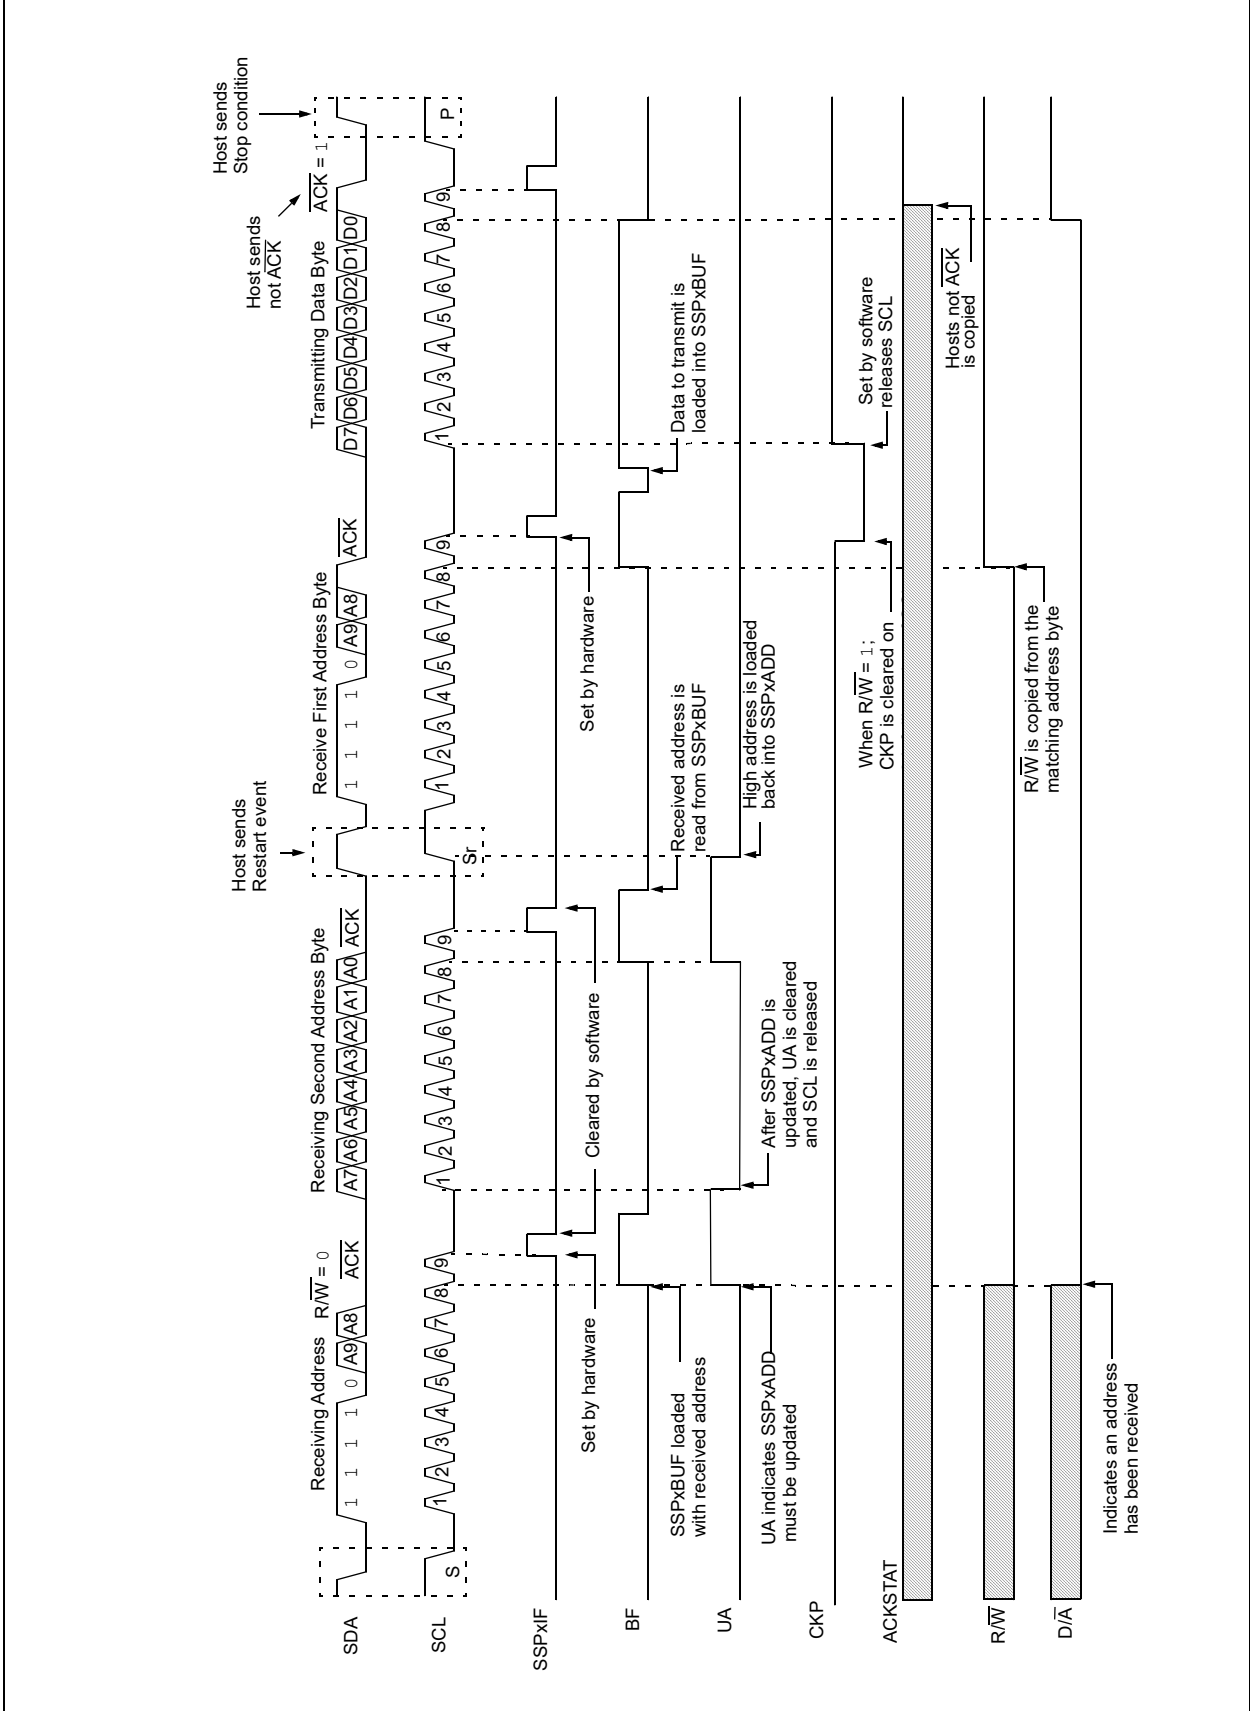 Host sends
Restart event
Host sends
not ACK
Host sends
Stop condition
Receiving Address R/W = 0
Receiving Second Address Byte
Receive First Address Byte
Transmitting Data Byte
ACK = 1
SDA
1 1 1 1 0 A9 A8 ACK
A7 A6 A5 A4 A3 A2 A1 A0 ACK
1 1 1 1 0 A9 A8 ACK
D7 D6 D5 D4 D3 D2 D1 D0
SCL
S
1 2 3 4 5 6 7 8 9
1 2 3 4 5 6 7 8 9
Sr
1 2 3 4 5 6 7 8 9
1 2 3 4 5 6 7 8 9
P
SSPxIF
Set by hardware
Cleared by software
Set by hardware
BF
SSPxBUF loaded
with received address
Received address is
read from SSPxBUF
Data to transmit is
loaded into SSPxBUF
UA
UA indicates SSPxADD
must be updated
After SSPxADD is
updated, UA is cleared
and SCL is released
High address is loaded
back into SSPxADD
CKP
When R/W = 1;
CKP is cleared on
Set by software
releases SCL
ACKSTAT
Hosts not ACK
is copied
R/W
R/W is copied from the
matching address byte
D/A
Indicates an address
has been received